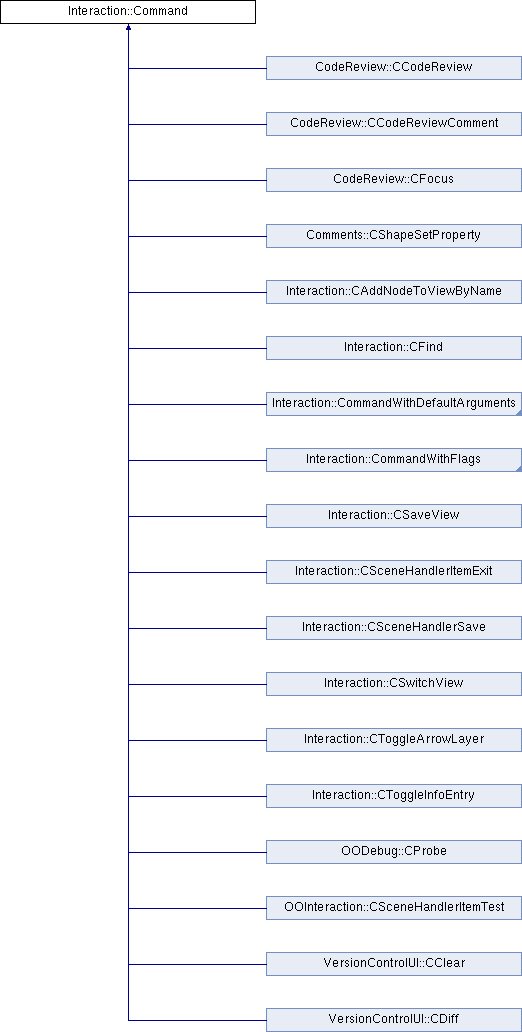 Interaction::Command
CodeReview::CCodeReview
CodeReview::CCodeReviewComment
CodeReview::CFocus
Comments::CShapeSetProperty
Interaction::CAddNodeToViewByName
Interaction::CFind
Interaction::CommandWithDefaultArguments
Interaction::CommandWithFlags
Interaction::CSaveView
Interaction::CSceneHandlerItemExit
Interaction::CSceneHandlerSave
Interaction::CSwitchView
Interaction::CToggleArrowLayer
Interaction::CToggleInfoEntry
OODebug::CProbe
OOInteraction::CSceneHandlerItemTest
VersionControlUI::CClear
VersionControlUI::CDiff